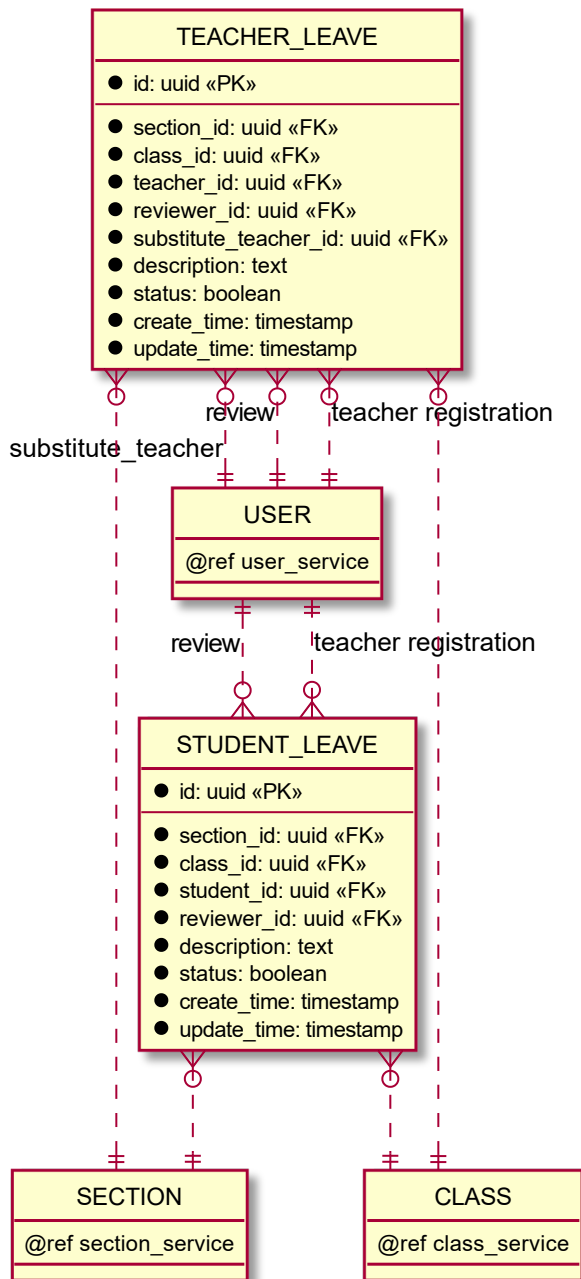 TEACHER_LEAVE
id: uuid «PK»
section_id: uuid «FK»
class_id: uuid «FK»
teacher_id: uuid «FK»
reviewer_id: uuid «FK»
substitute_teacher_id: uuid «FK»
description: text
status: boolean
create_time: timestamp
update_time: timestamp
review
teacher registration
substitute_teacher
USER
@ref user_service
review
teacher registration
STUDENT_LEAVE
id: uuid «PK»
section_id: uuid «FK»
class_id: uuid «FK»
student_id: uuid «FK»
reviewer_id: uuid «FK»
description: text
status: boolean
create_time: timestamp
update_time: timestamp
SECTION
@ref section_service
CLASS
@ref class_service